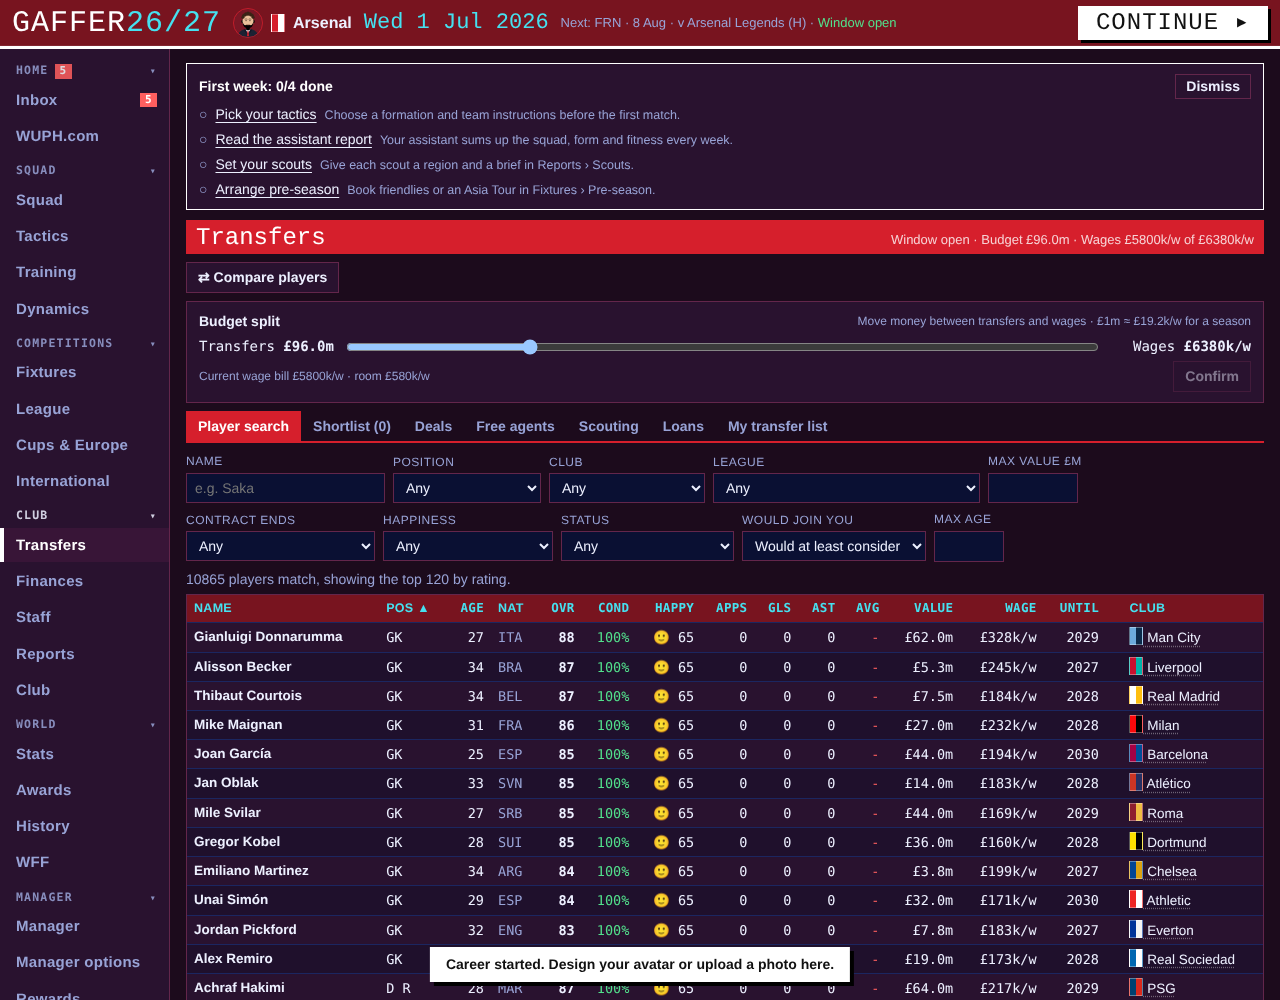 GAFFER26/27 Arsenal Wed 1 Jul 2026 Next: FRN · 8 Aug · v Arsenal Legends (H) · Window open CONTINUE ►
HOME 5 ▾
Inbox 5
WUPH.com
SQUAD ▾
Squad
Tactics
Training
Dynamics
COMPETITIONS ▾
Fixtures
League
Cups & Europe
International
CLUB ▾
Transfers
Finances
Staff
Reports
Club
WORLD ▾
Stats
Awards
History
WFF
MANAGER ▾
Manager
Manager options
Rewards
First week: 0/4 done Dismiss
○ Pick your tactics Choose a formation and team instructions before the first match.
○ Read the assistant report Your assistant sums up the squad, form and fitness every week.
○ Set your scouts Give each scout a region and a brief in Reports › Scouts.
○ Arrange pre-season Book friendlies or an Asia Tour in Fixtures › Pre-season.
Transfers Window open · Budget £96.0m · Wages £5800k/w of £6380k/w
⇄ Compare players
Budget split Move money between transfers and wages · £1m ≈ £19.2k/w for a season
Transfers £96.0m Wages £6380k/w
Current wage bill £5800k/w · room £580k/w Confirm
Player search Shortlist (0) Deals Free agents Scouting Loans My transfer list
NAME POSITION CLUB LEAGUE MAX VALUE £M
e.g. Saka Any Any Any
CONTRACT ENDS HAPPINESS STATUS WOULD JOIN YOU MAX AGE
Any Any Any Would at least consider
10865 players match, showing the top 120 by rating.
NAME POS ▲ AGE NAT OVR COND HAPPY APPS GLS AST AVG VALUE WAGE UNTIL CLUB
Gianluigi Donnarumma GK 27 ITA 88 100% 🙂 65 0 0 0 - £62.0m £328k/w 2029 Man City
Alisson Becker GK 34 BRA 87 100% 🙂 65 0 0 0 - £5.3m £245k/w 2027 Liverpool
Thibaut Courtois GK 34 BEL 87 100% 🙂 65 0 0 0 - £7.5m £184k/w 2028 Real Madrid
Mike Maignan GK 31 FRA 86 100% 🙂 65 0 0 0 - £27.0m £232k/w 2028 Milan
Joan García GK 25 ESP 85 100% 🙂 65 0 0 0 - £44.0m £194k/w 2030 Barcelona
Jan Oblak GK 33 SVN 85 100% 🙂 65 0 0 0 - £14.0m £183k/w 2028 Atlético
Mile Svilar GK 27 SRB 85 100% 🙂 65 0 0 0 - £44.0m £169k/w 2029 Roma
Gregor Kobel GK 28 SUI 85 100% 🙂 65 0 0 0 - £36.0m £160k/w 2028 Dortmund
Emiliano Martinez GK 34 ARG 84 100% 🙂 65 0 0 0 - £3.8m £199k/w 2027 Chelsea
Unai Simón GK 29 ESP 84 100% 🙂 65 0 0 0 - £32.0m £171k/w 2030 Athletic
Jordan Pickford GK 32 ENG 83 100% 🙂 65 0 0 0 - £7.8m £183k/w 2027 Everton
Alex Remiro GK - £19.0m £173k/w 2028 Real Sociedad
Career started. Design your avatar or upload a photo here.
Achraf Hakimi D R 28 MAR 87 100% 🙂 65 0 0 0 - £64.0m £217k/w 2029 PSG